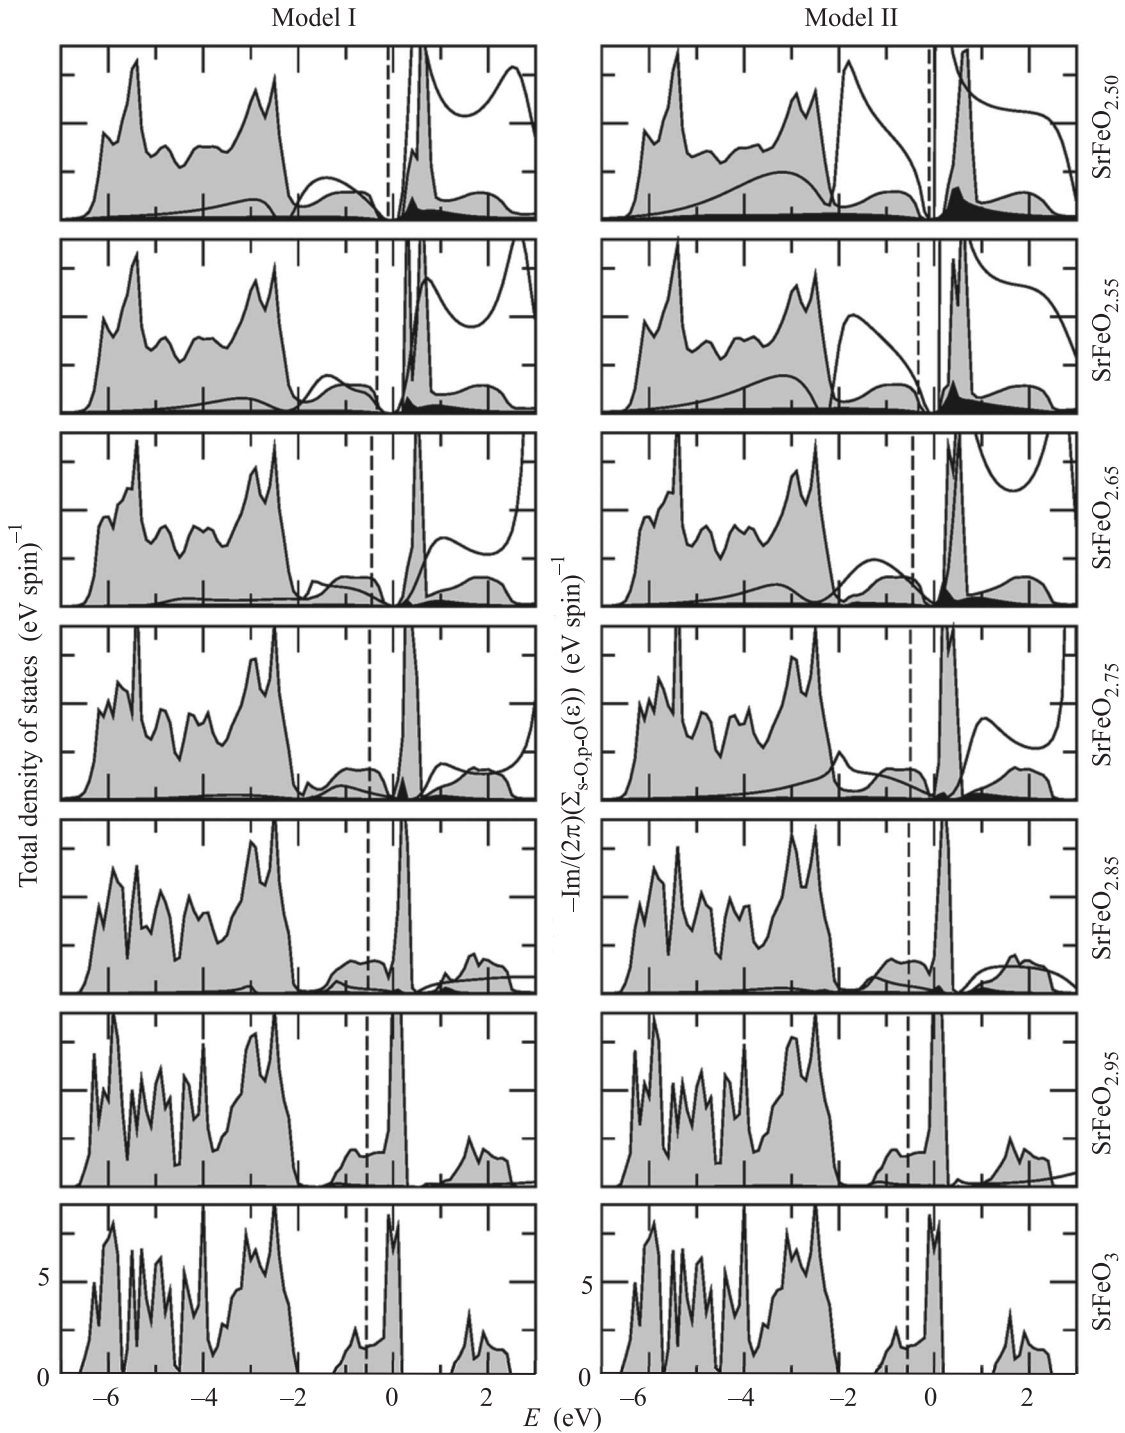 Model I
Model II
SrFeO2.50
SrFeO2.55
SrFeO2.65
SrFeO2.75
SrFeO2.85
SrFeO2.95
SrFeO3
Total density of states (eV spin)–1
–Im/(2π)(Σs-O,p-O(ε)) (eV spin)–1
5
0
5
0
–6 –4 –2 0 2
–6 –4 –2 0 2
E (eV)